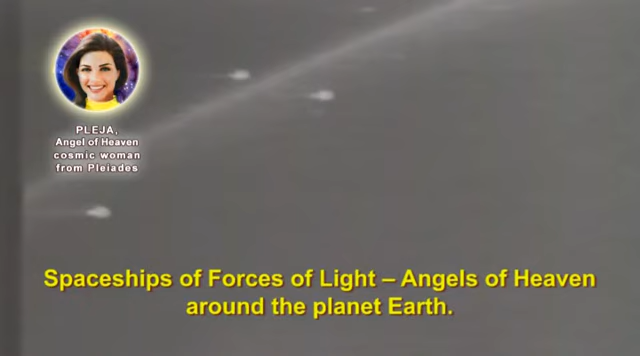 PLEJA,
Angel of Heaven
cosmic woman
from Pleiades
Spaceships of Forces of Light – Angels of Heaven
around the planet Earth.